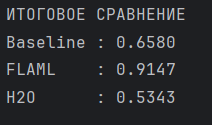 ИТОГОВОЕ СРАВНЕНИЕ
Baseline : 0.6580
FLAML : 0.9147
H2O : 0.5343